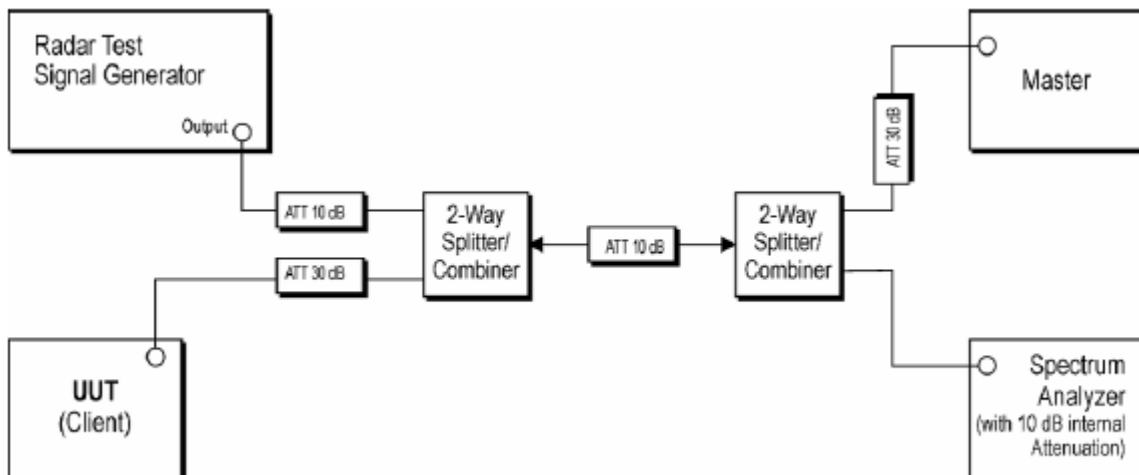 Radar Test
Signal Generator
Output
Master
ATT 30 dB
ATT 10 dB
2-Way
Splitter/
Combiner
ATT 10 dB
2-Way
Splitter/
Combiner
ATT 30 dB
UUT
(Client)
Spectrum
Analyzer
(with 10 dB internal
Attenuation)